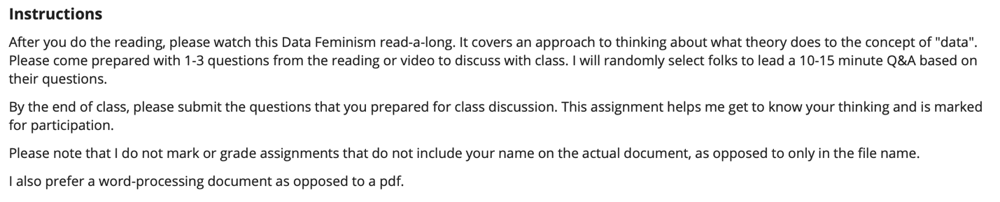 Instructions
After you do the reading, please watch this Data Feminism read-a-long. It covers an approach to thinking about what theory does to the concept of "data".
Please come prepared with 1-3 questions from the reading or video to discuss with class. I will randomly select folks to lead a 10-15 minute Q&A based on
their questions.
By the end of class, please submit the questions that you prepared for class discussion. This assignment helps me get to know your thinking and is marked
for participation.
Please note that I do not mark or grade assignments that do not include your name on the actual document, as opposed to only in the file name.
I also prefer a word-processing document as opposed to a pdf.